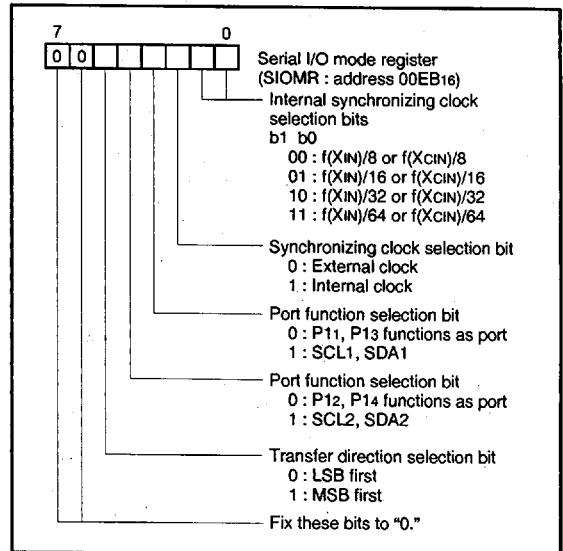 7 0
0 0
Serial I/O mode register
(SIOMR : address 00EB16)
Internal synchronizing clock
selection bits
b1 b0
00 : f(XIN)/8 or f(XCIN)/8
01 : f(XIN)/16 or f(XCIN)/16
10 : f(XIN)/32 or f(XCIN)/32
11 : f(XIN)/64 or f(XCIN)/64
Synchronizing clock selection bit
0 : External clock
1 : Internal clock
Port function selection bit
0 : P11, P13 functions as port
1 : SCL1, SDA1
Port function selection bit
0 : P12, P14 functions as port
1 : SCL2, SDA2
Transfer direction selection bit
0 : LSB first
1 : MSB first
Fix these bits to “0.”